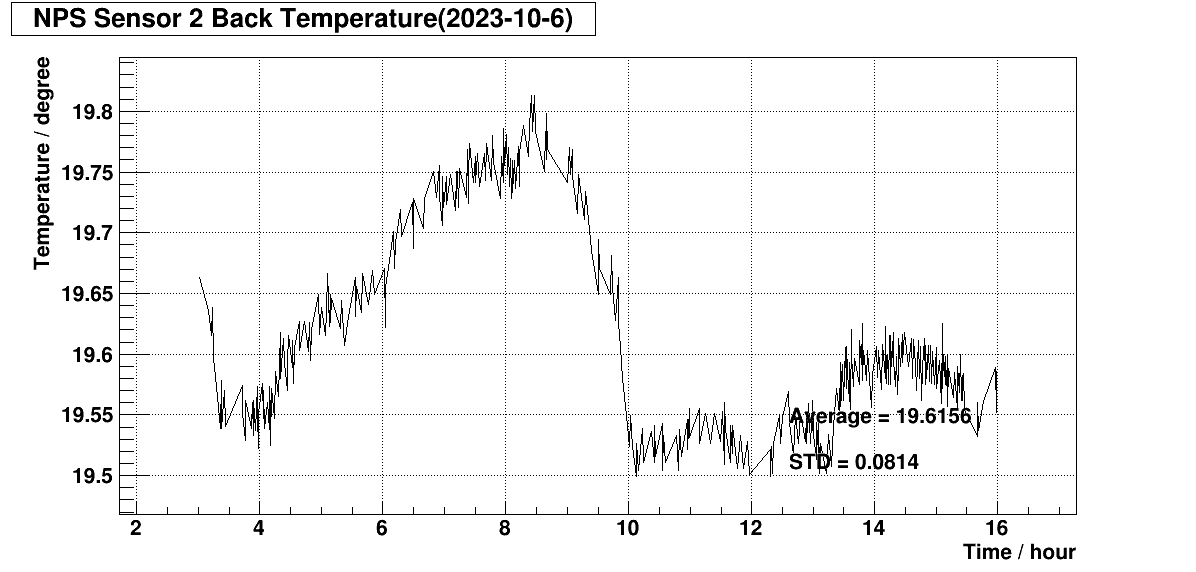 NPS Sensor 2 Back Temperature(2023-10-6)
Temperature / degree
19.8
19.75
19.7
19.65
19.6
19.55
19.5
Average = 19.6156
STD = 0.0814
2 4 6 8 10 12 14 16
Time / hour